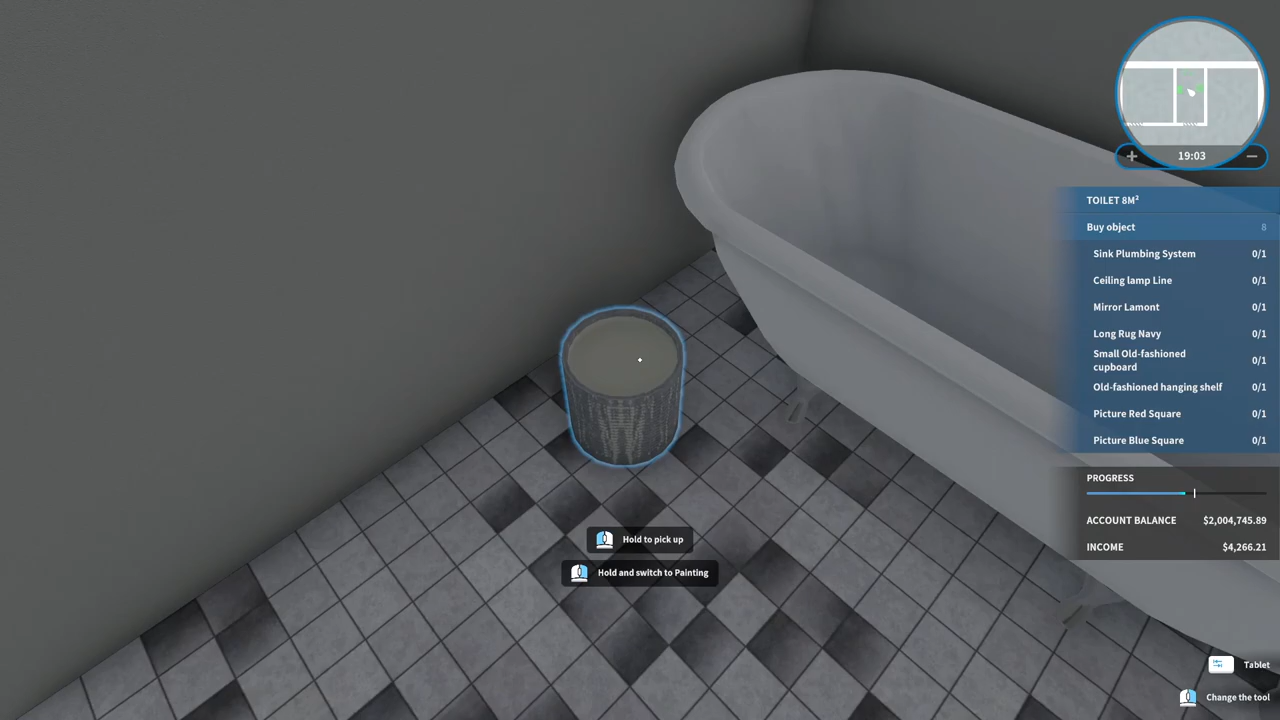 + 19:03 −
TOILET 8M²
Buy object 8
Sink Plumbing System 0/1
Ceiling lamp Line 0/1
Mirror Lamont 0/1
Long Rug Navy 0/1
Small Old-fashioned
cupboard 0/1
Old-fashioned hanging shelf 0/1
Picture Red Square 0/1
Picture Blue Square 0/1
PROGRESS
ACCOUNT BALANCE $2,004,745.89
INCOME $4,266.21
Hold to pick up
Hold and switch to Painting
Tablet
Change the tool